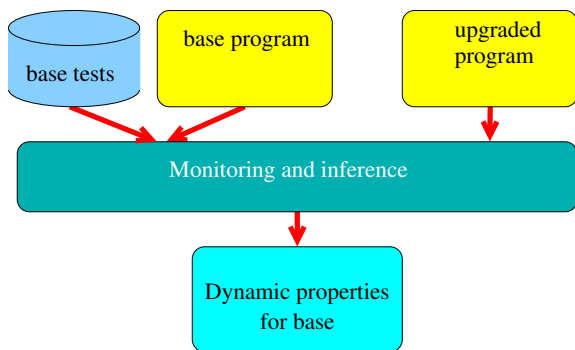 base tests
base program
upgraded
program
Monitoring and inference
Dynamic properties
for base